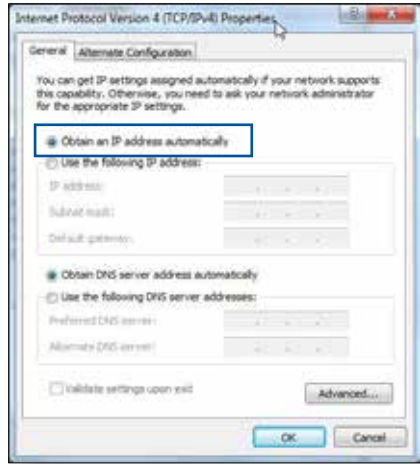 Internet Protocol Version 4 (TCP/IPv4) Properties
General
Alternate Configuration
You can get IP settings assigned automatically if your network supports
this capability. Otherwise, you need to ask your network administrator
for the appropriate IP settings.
Obtain an IP address automatically
Use the following IP address:
IP address:
Subnet mask:
Default gateway:
Obtain DNS server address automatically
Use the following DNS server addresses:
Preferred DNS server:
Alternate DNS server:
Validate settings upon exit
Advanced...
OK
Cancel